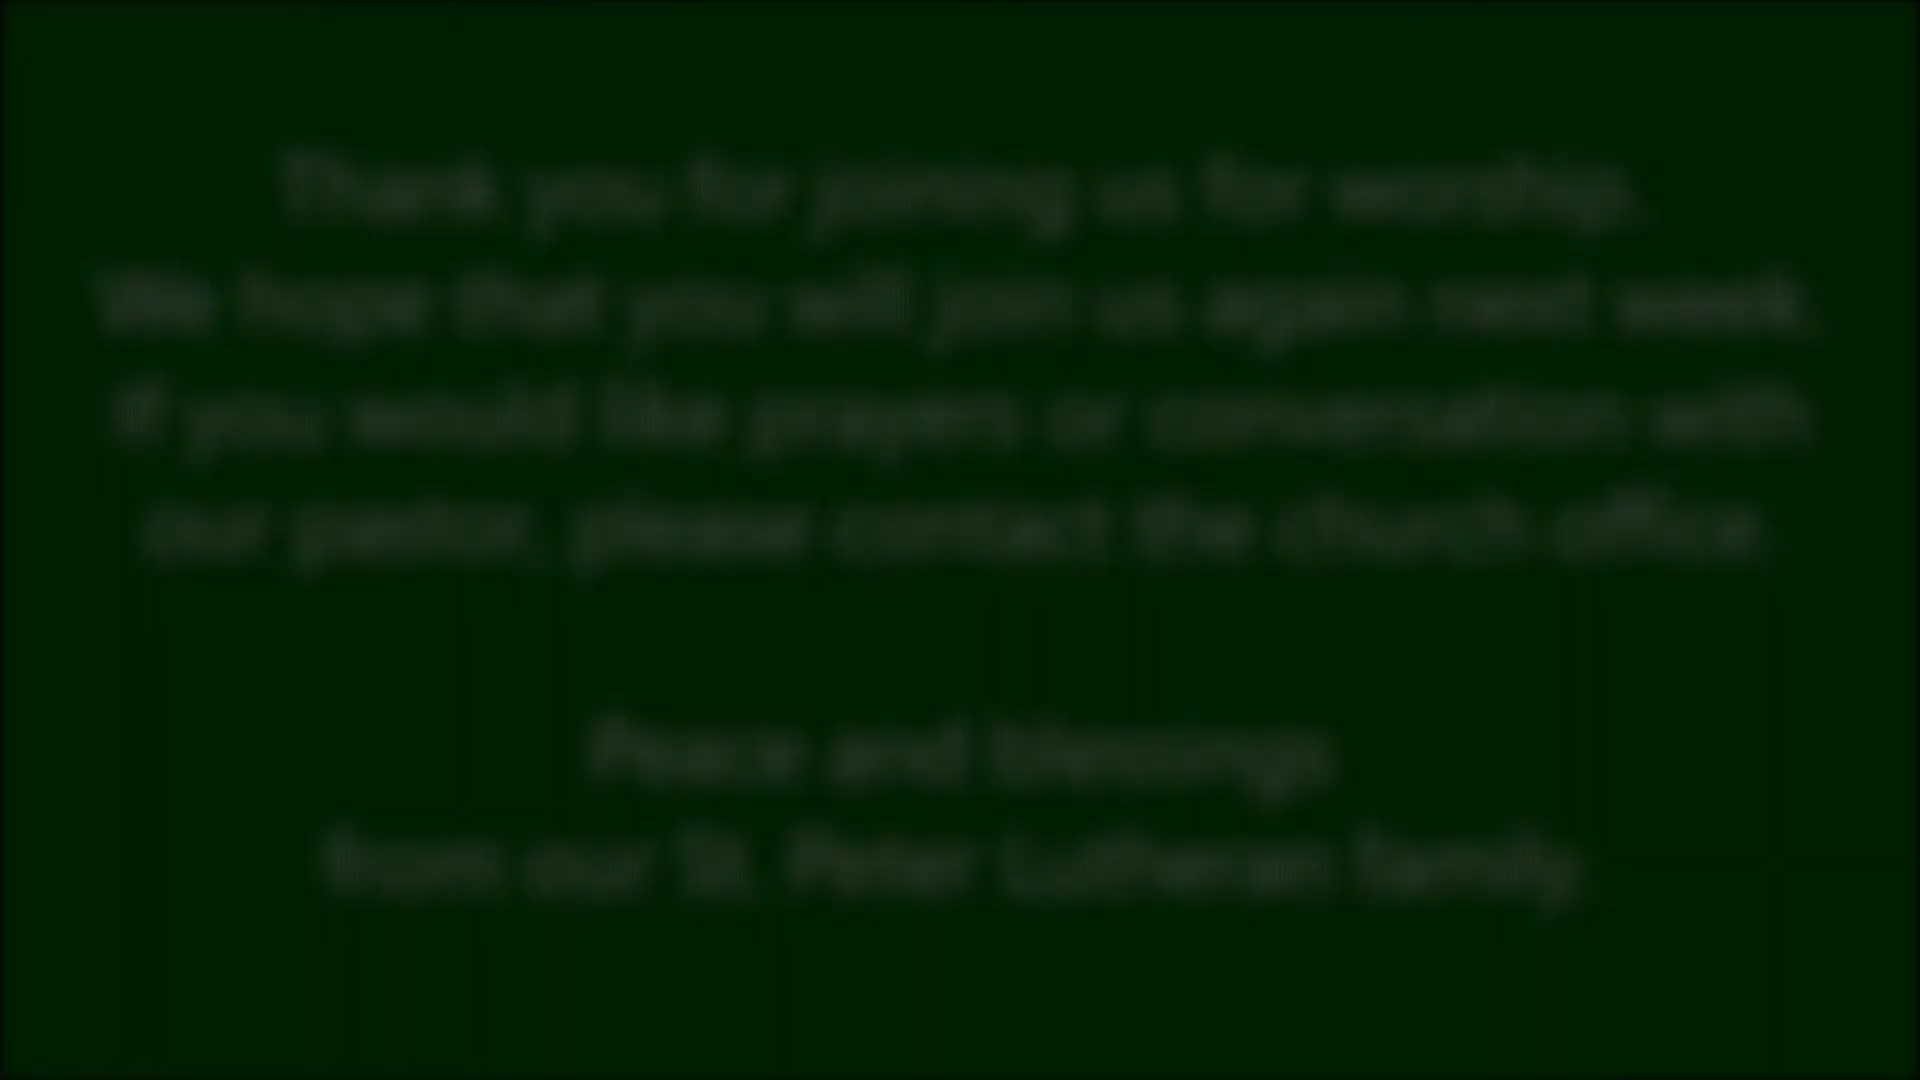 Thank you for joining us for worship.
We hope that you will join us again next week.
If you would like prayers or conversation with
our pastor, please contact the church office.
Peace and blessings
from our St. Peter Lutheran family